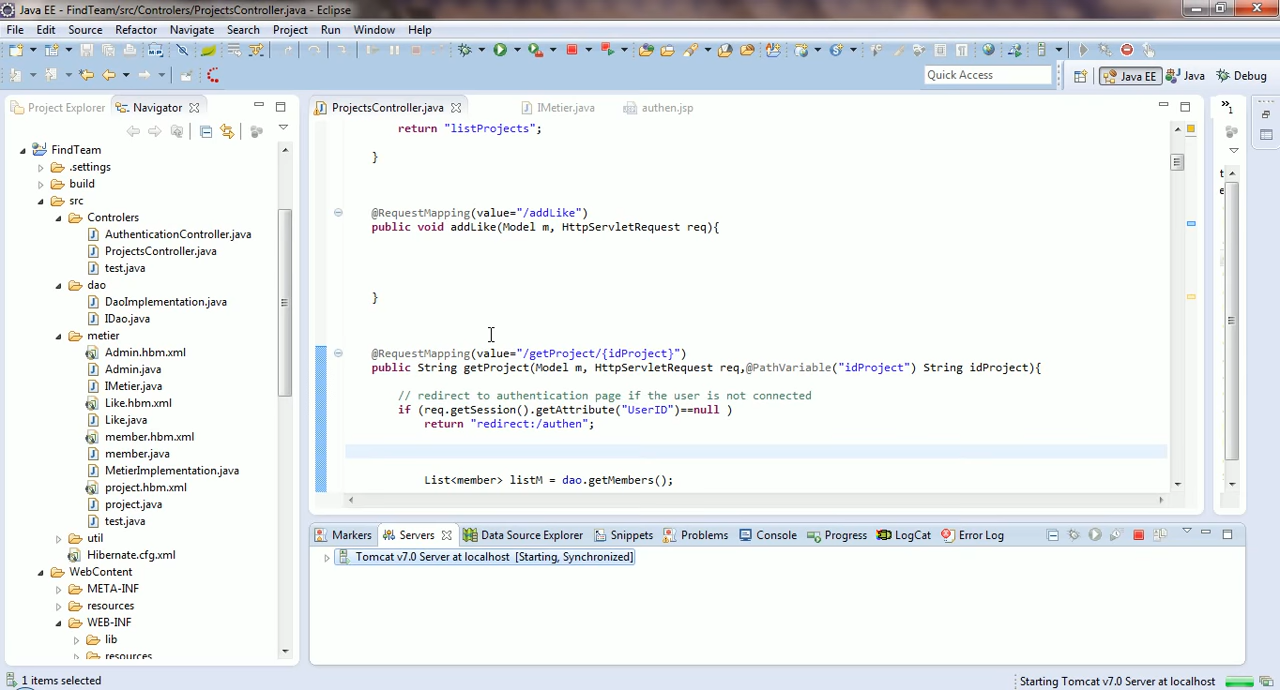 Java EE - FindTeam/src/Controlers/ProjectsController.java - Eclipse
File Edit Source Refactor Navigate Search Project Run Window Help
Quick Access
Java EE
Java
Debug
Project Explorer
Navigator
ProjectsController.java
IMetier.java
authen.jsp
FindTeam
.settings
build
src
Controlers
AuthenticationController.java
ProjectsController.java
test.java
dao
DaoImplementation.java
IDao.java
metier
Admin.hbm.xml
Admin.java
IMetier.java
Like.hbm.xml
Like.java
member.hbm.xml
member.java
MetierImplementation.java
project.hbm.xml
project.java
test.java
util
Hibernate.cfg.xml
WebContent
META-INF
resources
WEB-INF
lib
resources
return "listProjects";
}
@RequestMapping(value="/addLike")
public void addLike(Model m, HttpServletRequest req){
}
@RequestMapping(value="/getProject/{idProject}")
public String getProject(Model m, HttpServletRequest req,@PathVariable("idProject") String idProject){
// redirect to authentication page if the user is not connected
if (req.getSession().getAttribute("UserID")==null )
return "redirect:/authen";
List<member> listM = dao.getMembers();
Markers
Servers
Data Source Explorer
Snippets
Problems
Console
Progress
LogCat
Error Log
Tomcat v7.0 Server at localhost [Starting, Synchronized]
1 items selected
Starting Tomcat v7.0 Server at localhost